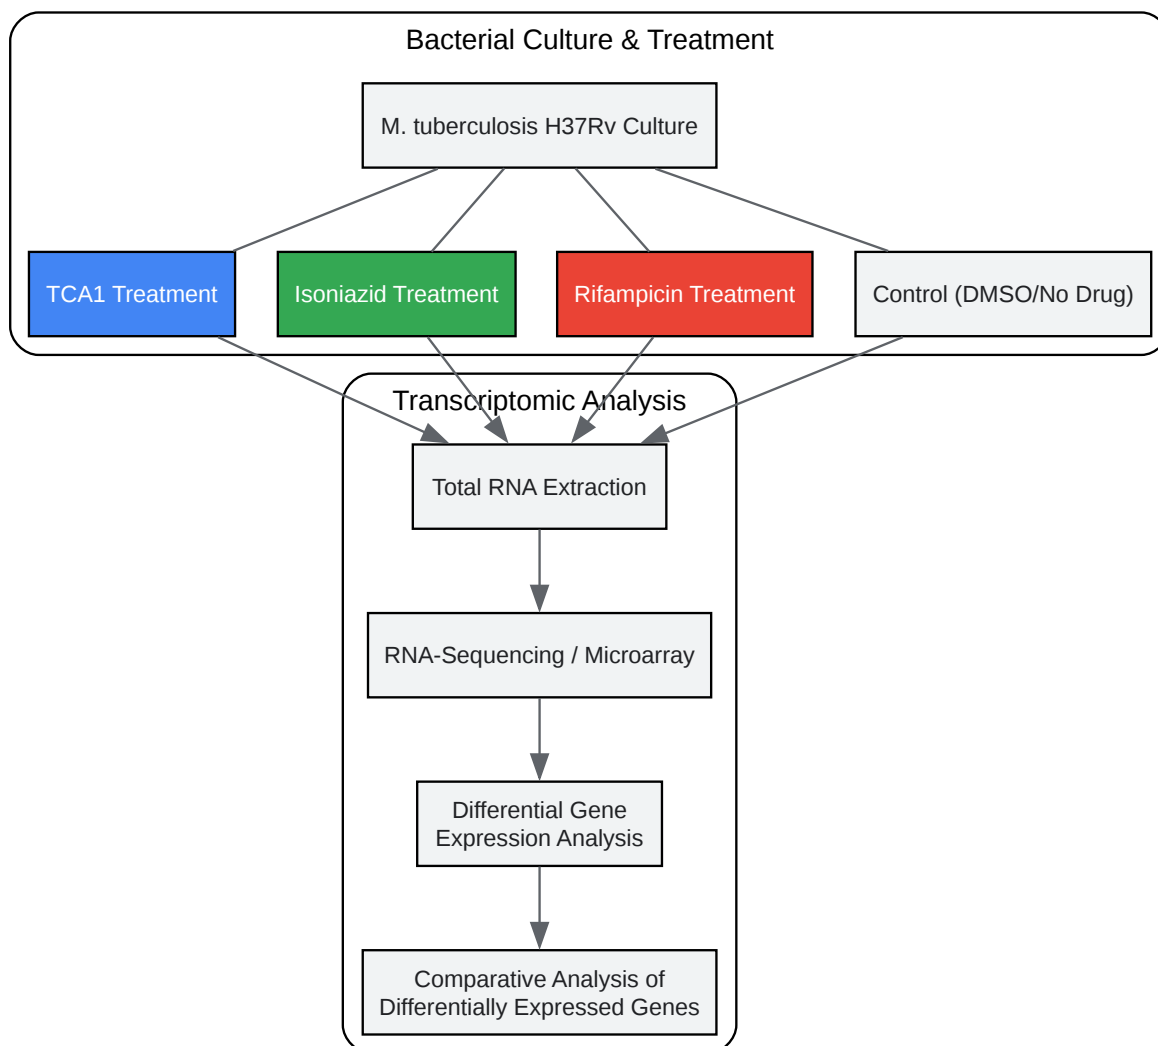 Bacterial Culture & Treatment
M. tuberculosis H37Rv Culture
TCA1 Treatment
Isoniazid Treatment
Rifampicin Treatment
Control (DMSO/No Drug)
Transcriptomic Analysis
Total RNA Extraction
RNA-Sequencing / Microarray
Differential Gene
Expression Analysis
Comparative Analysis of
Differentially Expressed Genes